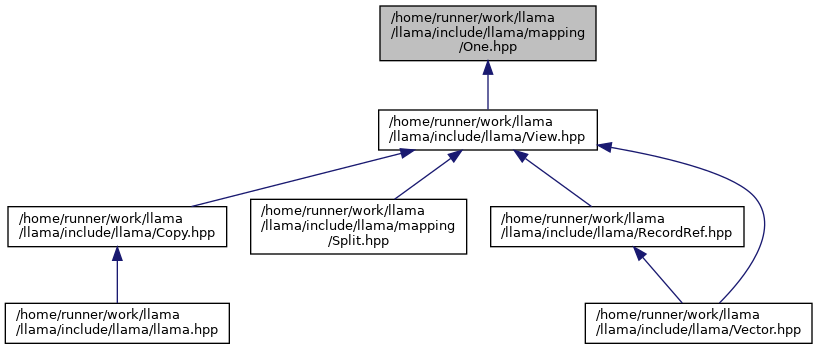 /home/runner/work/llama
/llama/include/llama/mapping
/One.hpp
/home/runner/work/llama
/llama/include/llama/View.hpp
/home/runner/work/llama
/llama/include/llama/Copy.hpp
/home/runner/work/llama
/llama/include/llama/mapping
/Split.hpp
/home/runner/work/llama
/llama/include/llama/RecordRef.hpp
/home/runner/work/llama
/llama/include/llama/llama.hpp
/home/runner/work/llama
/llama/include/llama/Vector.hpp